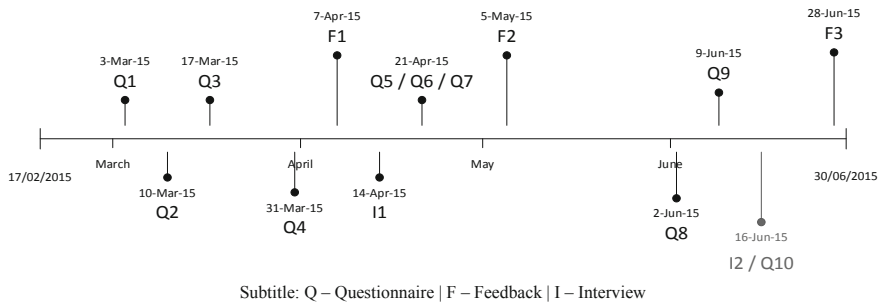 7-Apr-15
F1
5-May-15
F2
28-Jun-15
F3
3-Mar-15
Q1
17-Mar-15
Q3
21-Apr-15
Q5 / Q6 / Q7
9-Jun-15
Q9
March
April
May
June
17/02/2015
30/06/2015
10-Mar-15
Q2
31-Mar-15
Q4
14-Apr-15
I1
2-Jun-15
Q8
16-Jun-15
I2 / Q10
Subtitle: Q – Questionnaire | F – Feedback | I – Interview